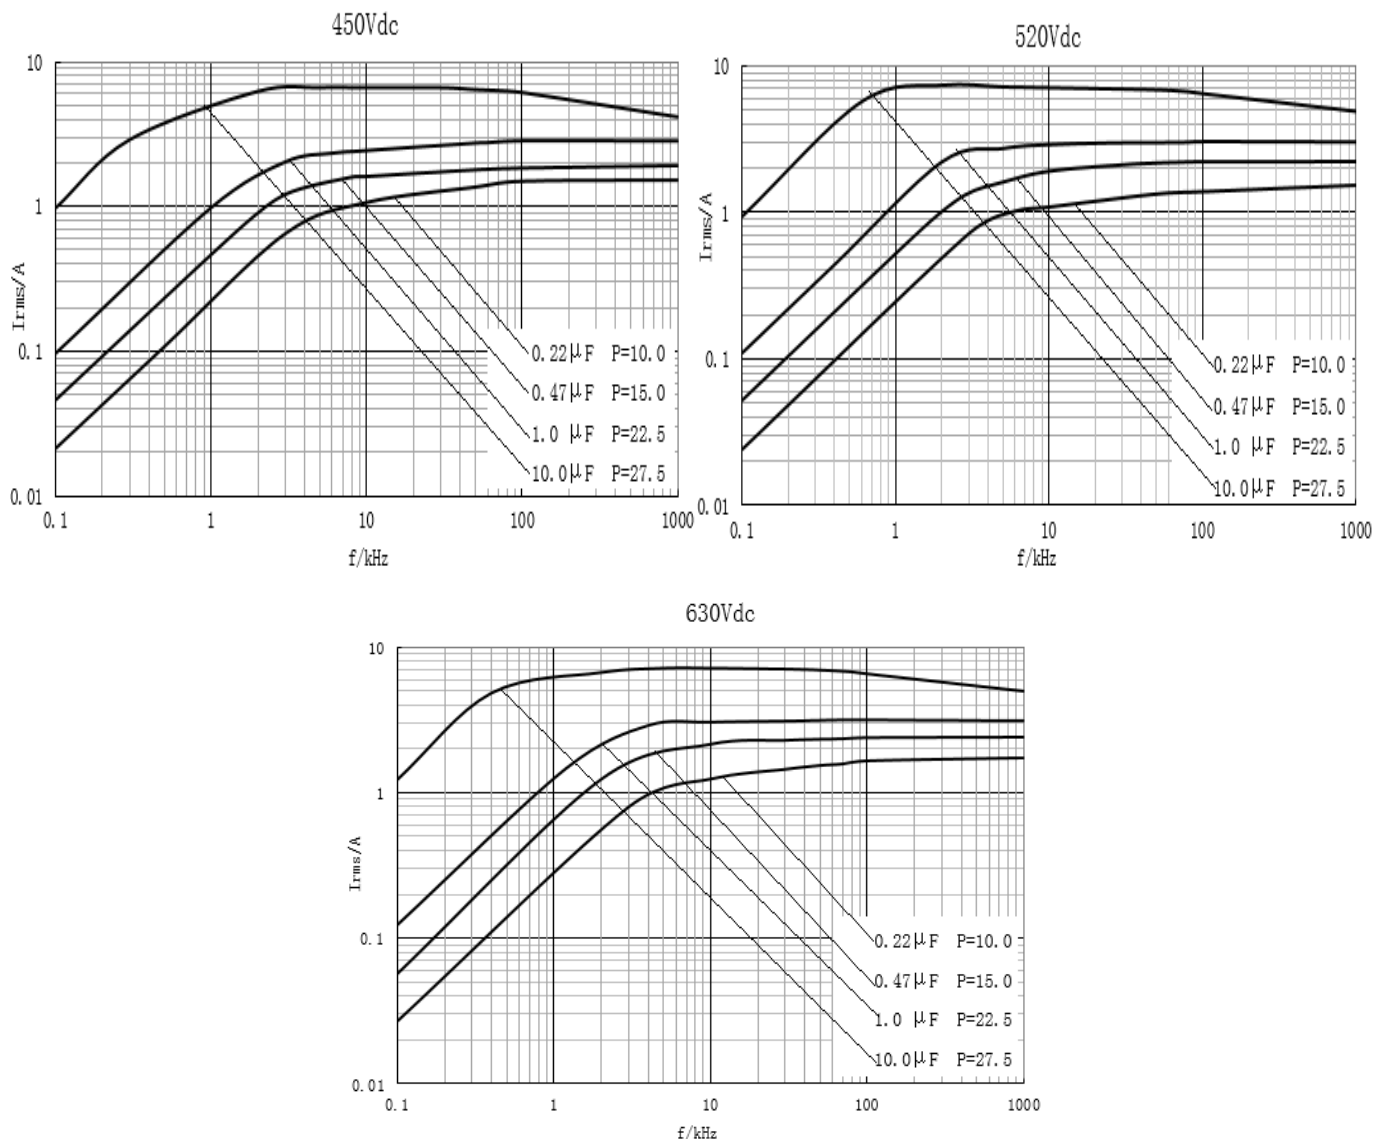 450Vdc
10
1
0.1
0.01
Irms/A
0.22μF P=10.0
0.47μF P=15.0
1.0 μF P=22.5
10.0μF P=27.5
0.1 1 10 100 1000
f/kHz
520Vdc
10
1
0.1
0.01
Irms/A
0.22μF P=10.0
0.47μF P=15.0
1.0 μF P=22.5
10.0μF P=27.5
0.1 1 10 100 1000
f/kHz
630Vdc
10
1
0.1
0.01
Irms/A
0.22μF P=10.0
0.47μF P=15.0
1.0 μF P=22.5
10.0μF P=27.5
0.1 1 10 100 1000
f/kHz